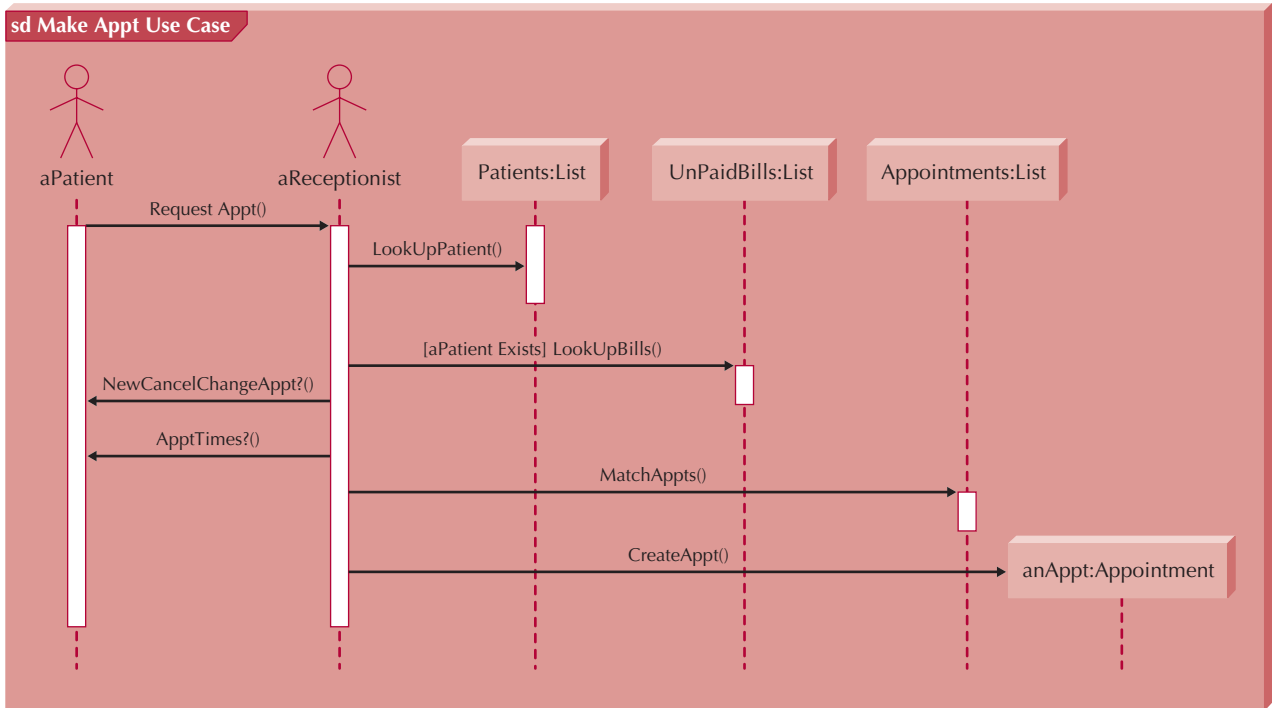 sd Make Appt Use Case
aPatient
aReceptionist
Patients:List
UnPaidBills:List
Appointments:List
Request Appt()
LookUpPatient()
[aPatient Exists] LookUpBills()
NewCancelChangeAppt?()
ApptTimes?()
MatchAppts()
CreateAppt()
anAppt:Appointment